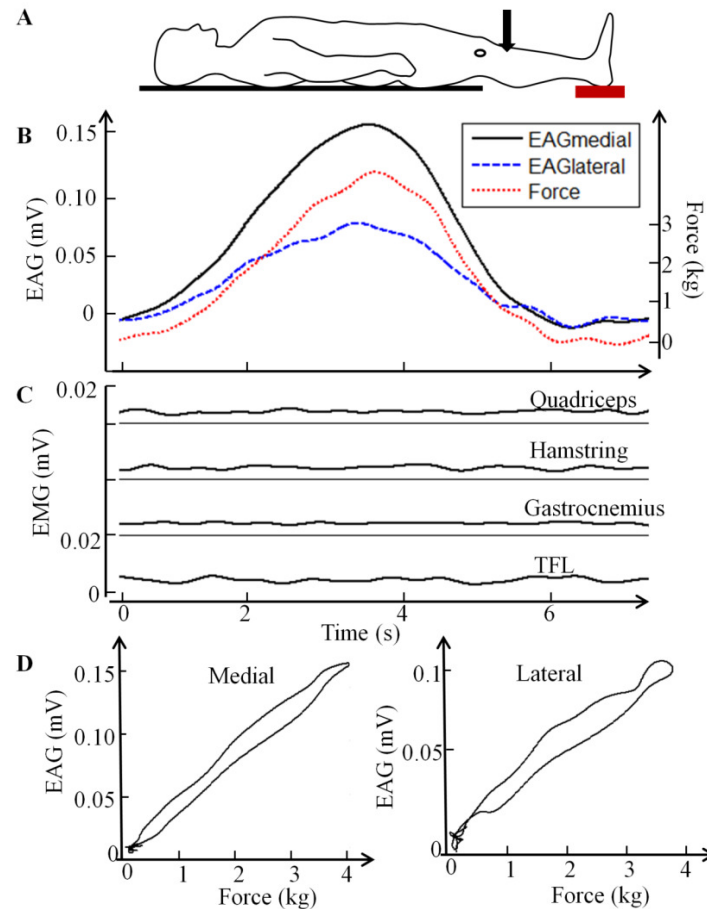 A
B
0.15
0.10
0.05
0
EAG (mV)
EAGmedial
EAGlateral
Force
3
2
1
0
Force (kg)
2
4
6
C
0.02
0.02
0
EMG (mV)
Quadriceps
Hamstring
Gastrocnemius
TFL
0
2
4
6
Time (s)
D
Medial
0.15
0.10
0.05
0
EAG (mV)
1
2
3
4
Force (kg)
Lateral
0.1
0.05
0
EAG (mV)
0
1
2
3
4
Force (kg)